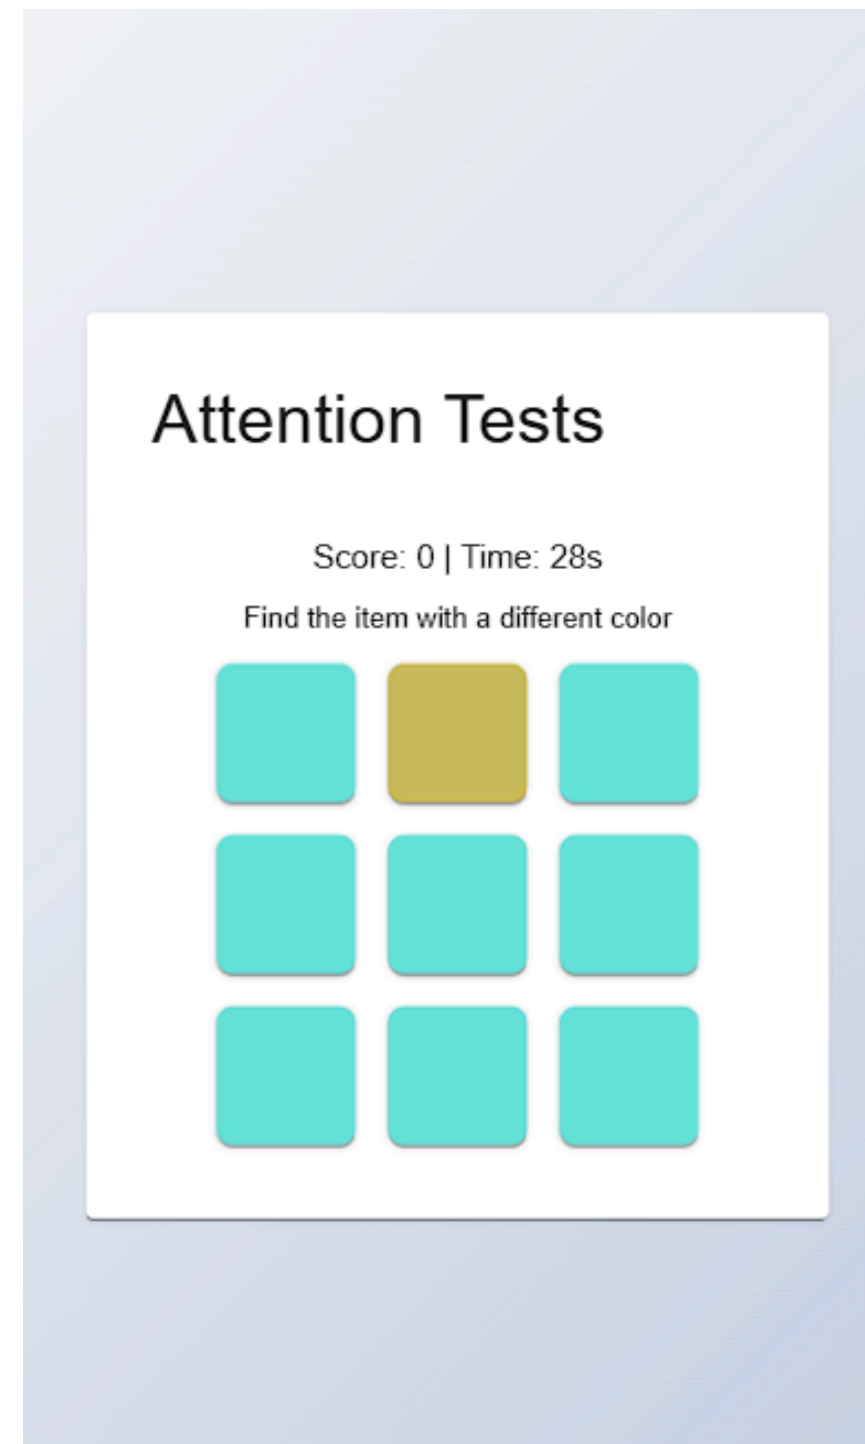 Attention Tests
Score: 0 | Time: 28s
Find the item with a different color